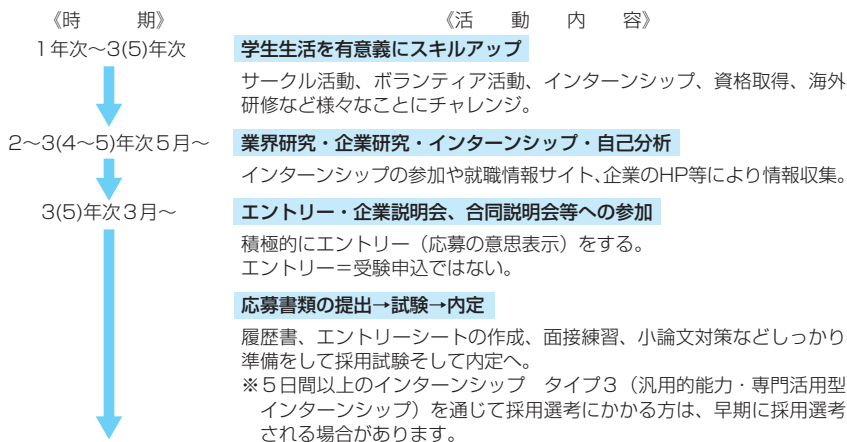 《時　　期》　《活　動　内　容》
1年次〜3(5)年次　学生生活を有意義にスキルアップ
サークル活動、ボランティア活動、インターンシップ、資格取得、海外
研修など様々なことにチャレンジ。
2〜3(4〜5)年次5月〜　業界研究・企業研究・インターンシップ・自己分析
インターンシップの参加や就職情報サイト、企業のHP等により情報収集。
3(5)年次3月〜　エントリー・企業説明会、合同説明会等への参加
積極的にエントリー（応募の意思表示）をする。
エントリー＝受験申込ではない。
応募書類の提出→試験→内定
履歴書、エントリーシートの作成、面接練習、小論文対策などしっかり
準備をして採用試験そして内定へ。
※5日間以上のインターンシップ　タイプ3（汎用的能力・専門活用型
インターンシップ）を通じて採用選考にかかる方は、早期に採用選考
される場合があります。